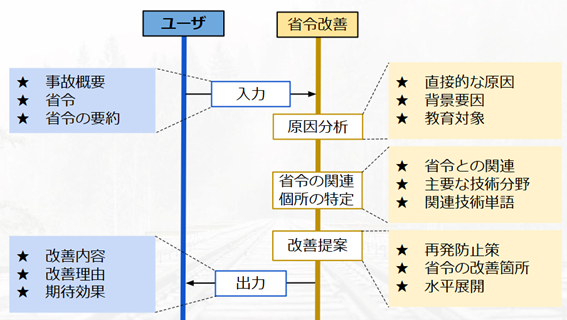 ユーザ
省令改善
★ 事故概要
★ 省令
★ 省令の要約
入力
★ 直接的な原因
★ 背景要因
★ 教育対象
原因分析
省令の関連
個所の特定
★ 省令との関連
★ 主要な技術分野
★ 関連技術単語
改善提案
★ 再発防止策
★ 省令の改善箇所
★ 水平展開
★ 改善内容
★ 改善理由
★ 期待効果
出力